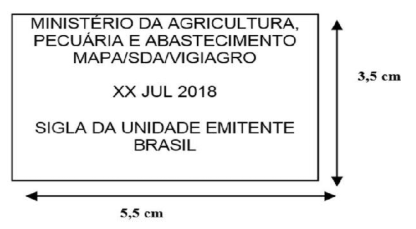 MINISTÉRIO DA AGRICULTURA,
PECUÁRIA E ABASTECIMENTO
MAPA/SDA/VIGIAGRO
XX JUL 2018
SIGLA DA UNIDADE EMITENTE
BRASIL
3,5 cm
5,5 cm